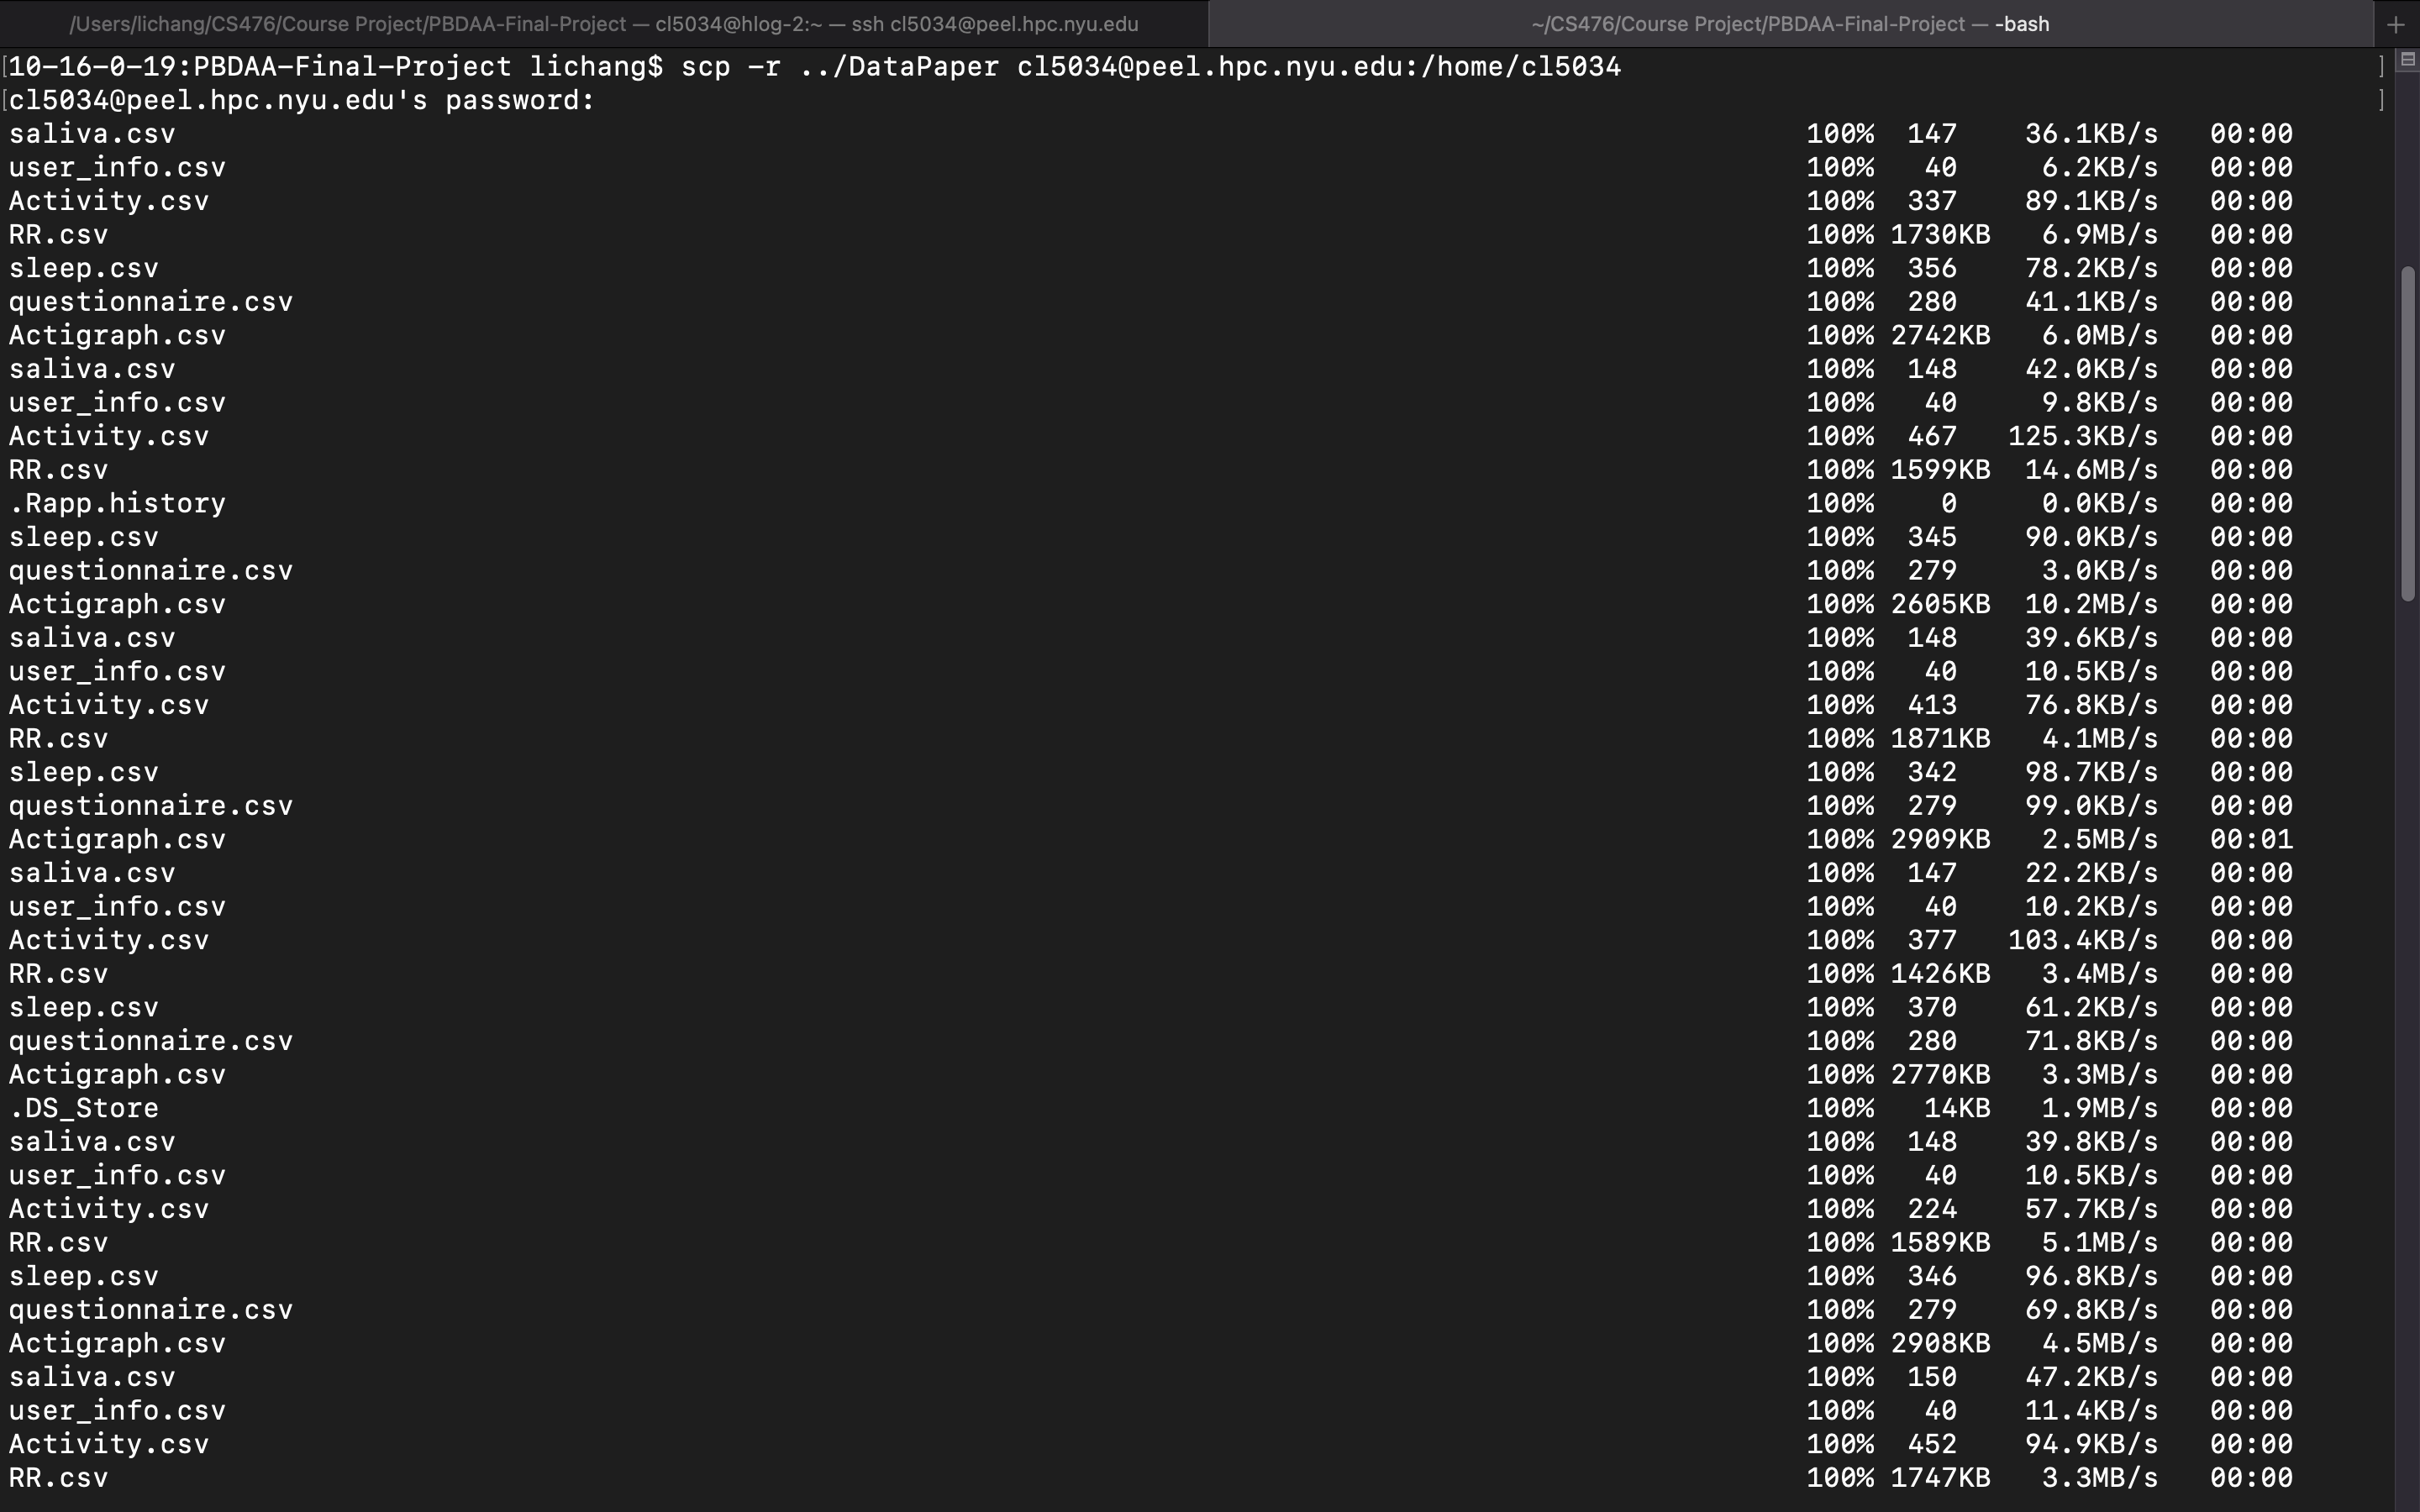 /Users/lichang/CS476/Course Project/PBDAA-Final-Project — cl5034@hlog-2:~ — ssh cl5034@peel.hpc.nyu.edu
~/CS476/Course Project/PBDAA-Final-Project — -bash
[10-16-0-19:PBDAA-Final-Project lichang$ scp -r ../DataPaper cl5034@peel.hpc.nyu.edu:/home/cl5034 ]
[cl5034@peel.hpc.nyu.edu's password: ]
saliva.csv 100% 147 36.1KB/s 00:00
user_info.csv 100% 40 6.2KB/s 00:00
Activity.csv 100% 337 89.1KB/s 00:00
RR.csv 100% 1730KB 6.9MB/s 00:00
sleep.csv 100% 356 78.2KB/s 00:00
questionnaire.csv 100% 280 41.1KB/s 00:00
Actigraph.csv 100% 2742KB 6.0MB/s 00:00
saliva.csv 100% 148 42.0KB/s 00:00
user_info.csv 100% 40 9.8KB/s 00:00
Activity.csv 100% 467 125.3KB/s 00:00
RR.csv 100% 1599KB 14.6MB/s 00:00
.Rapp.history 100% 0 0.0KB/s 00:00
sleep.csv 100% 345 90.0KB/s 00:00
questionnaire.csv 100% 279 3.0KB/s 00:00
Actigraph.csv 100% 2605KB 10.2MB/s 00:00
saliva.csv 100% 148 39.6KB/s 00:00
user_info.csv 100% 40 10.5KB/s 00:00
Activity.csv 100% 413 76.8KB/s 00:00
RR.csv 100% 1871KB 4.1MB/s 00:00
sleep.csv 100% 342 98.7KB/s 00:00
questionnaire.csv 100% 279 99.0KB/s 00:00
Actigraph.csv 100% 2909KB 2.5MB/s 00:01
saliva.csv 100% 147 22.2KB/s 00:00
user_info.csv 100% 40 10.2KB/s 00:00
Activity.csv 100% 377 103.4KB/s 00:00
RR.csv 100% 1426KB 3.4MB/s 00:00
sleep.csv 100% 370 61.2KB/s 00:00
questionnaire.csv 100% 280 71.8KB/s 00:00
Actigraph.csv 100% 2770KB 3.3MB/s 00:00
.DS_Store 100% 14KB 1.9MB/s 00:00
saliva.csv 100% 148 39.8KB/s 00:00
user_info.csv 100% 40 10.5KB/s 00:00
Activity.csv 100% 224 57.7KB/s 00:00
RR.csv 100% 1589KB 5.1MB/s 00:00
sleep.csv 100% 346 96.8KB/s 00:00
questionnaire.csv 100% 279 69.8KB/s 00:00
Actigraph.csv 100% 2908KB 4.5MB/s 00:00
saliva.csv 100% 150 47.2KB/s 00:00
user_info.csv 100% 40 11.4KB/s 00:00
Activity.csv 100% 452 94.9KB/s 00:00
RR.csv 100% 1747KB 3.3MB/s 00:00